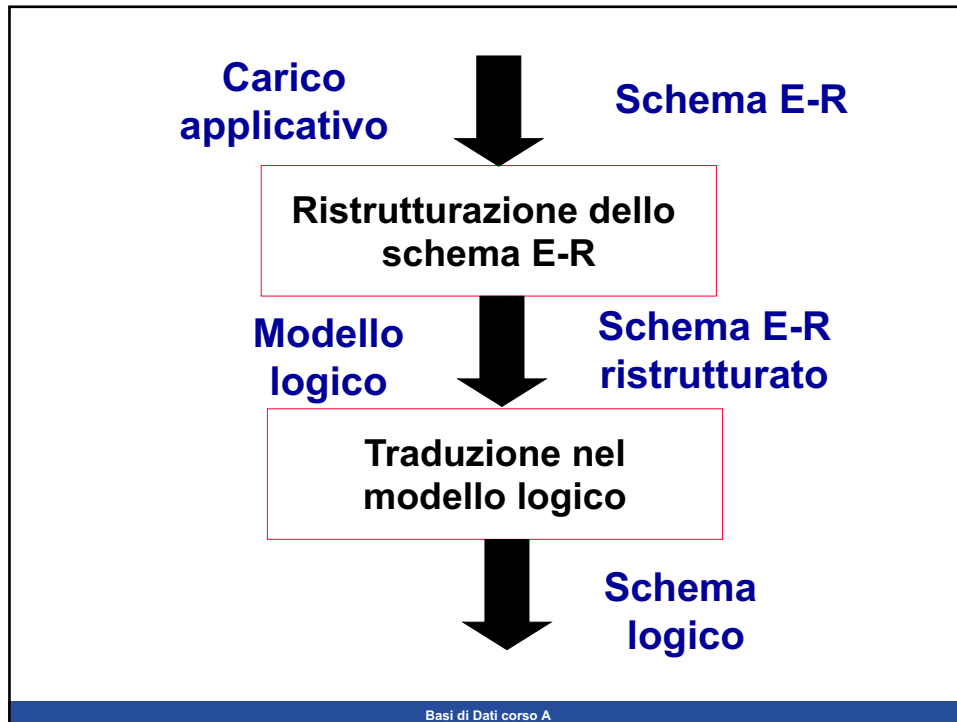 Carico
applicativo
Schema E-R
Ristrutturazione dello
schema E-R
Modello
logico
Schema E-R
ristrutturato
Traduzione nel
modello logico
Schema
logico
Basi di Dati corso A